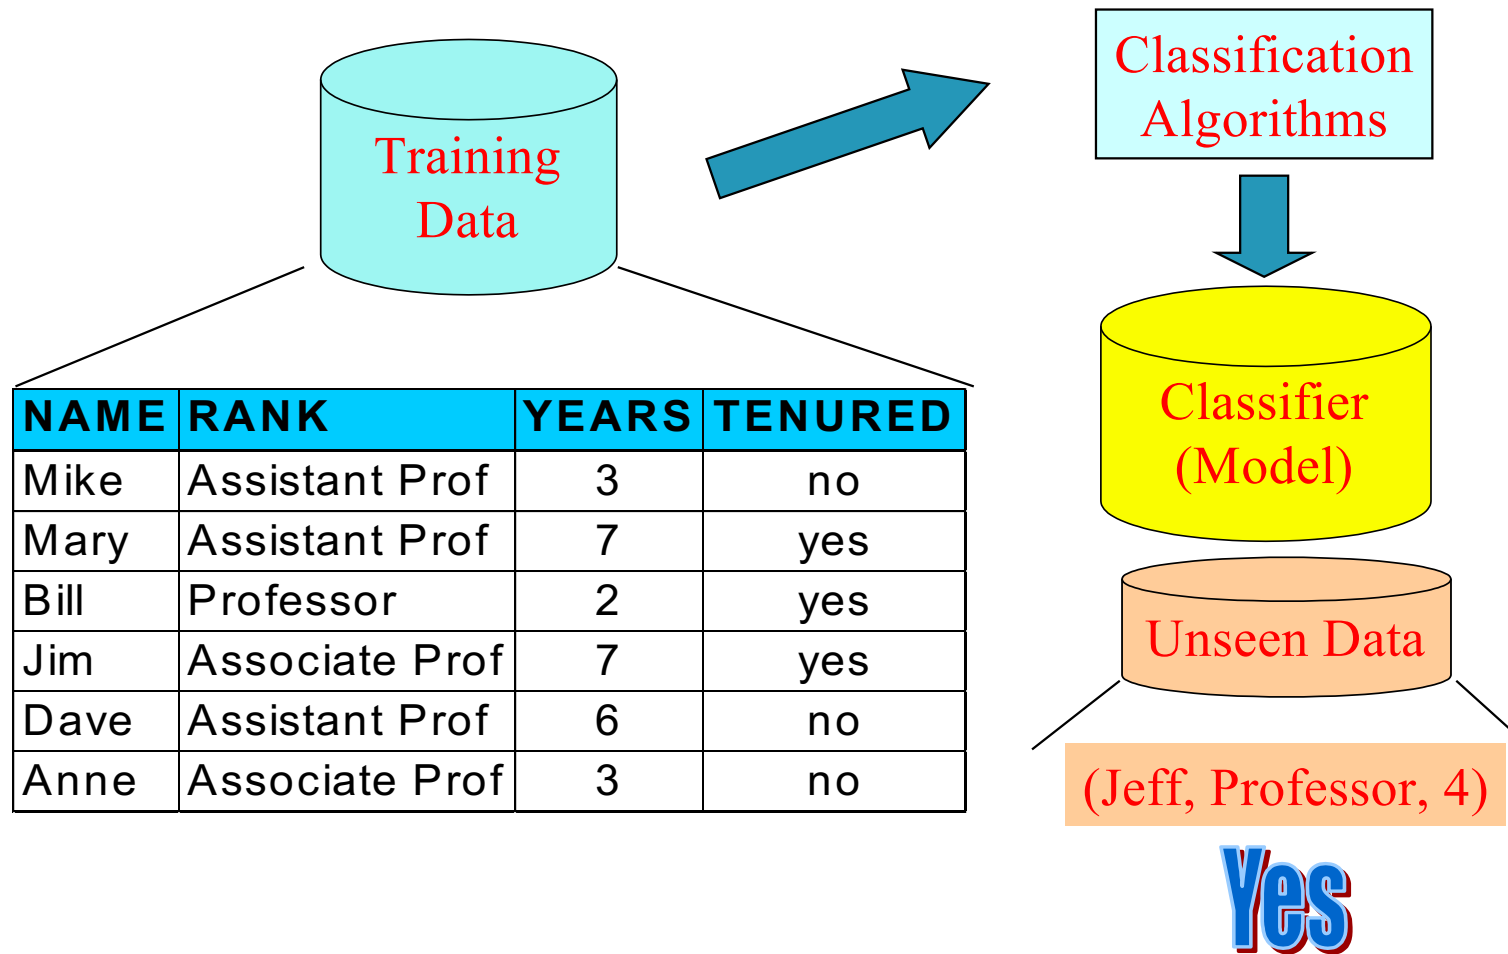 Training
Data
Classification
Algorithms
Classifier
(Model)
NAME RANK YEARS TENURED
Mike Assistant Prof 3 no
Mary Assistant Prof 7 yes
Bill Professor 2 yes
Jim Associate Prof 7 yes
Dave Assistant Prof 6 no
Anne Associate Prof 3 no
Unseen Data
(Jeff, Professor, 4)
Yes